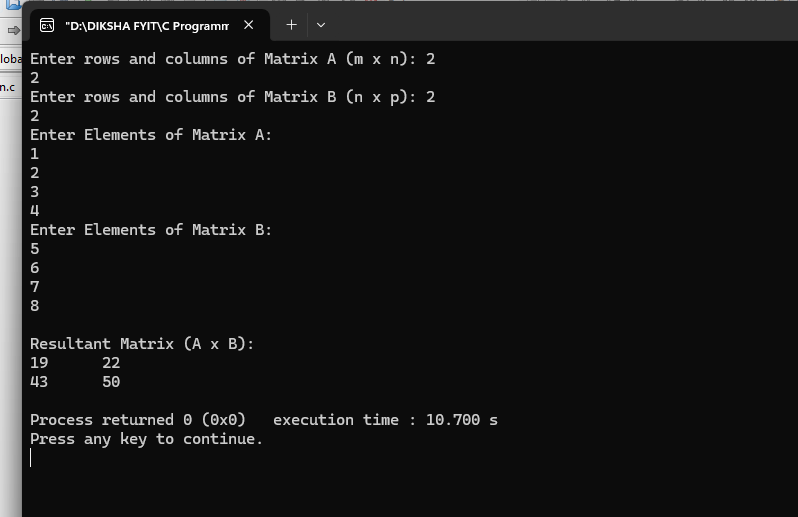 "D:\DIKSHA FYIT\C Programm
loba
n.c
Enter rows and columns of Matrix A (m x n): 2
2
Enter rows and columns of Matrix B (n x p): 2
2
Enter Elements of Matrix A:
1
2
3
4
Enter Elements of Matrix B:
5
6
7
8
Resultant Matrix (A x B):
19      22
43      50
Process returned 0 (0x0)   execution time : 10.700 s
Press any key to continue.